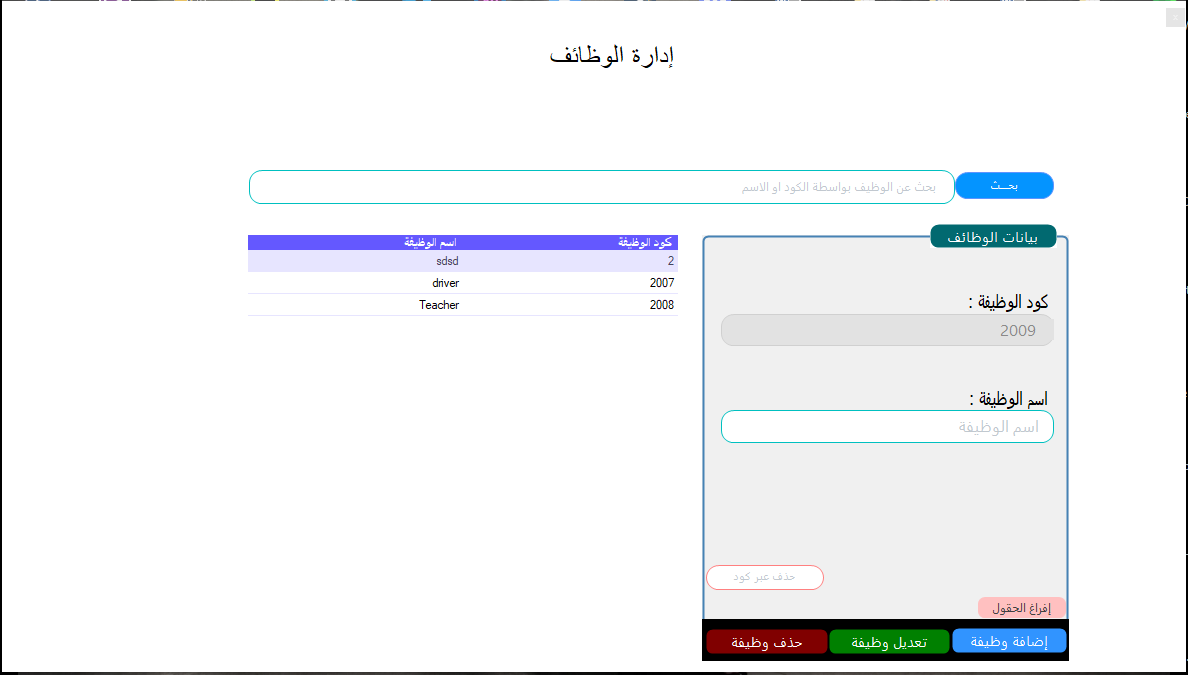 إدارة الوظائف
بحـــث
بحث عن الوظيف بواسطة الكود او الاسم
بيانات الوظائف
كود الوظيفة :
2009
اسم الوظيفة :
اسم الوظيفة
حذف عبر كود
إفراغ الحقول
إضافة وظيفة تعديل وظيفة حذف وظيفة
كود الوظيفة اسم الوظيفة
2 sdsd
2007 driver
2008 Teacher